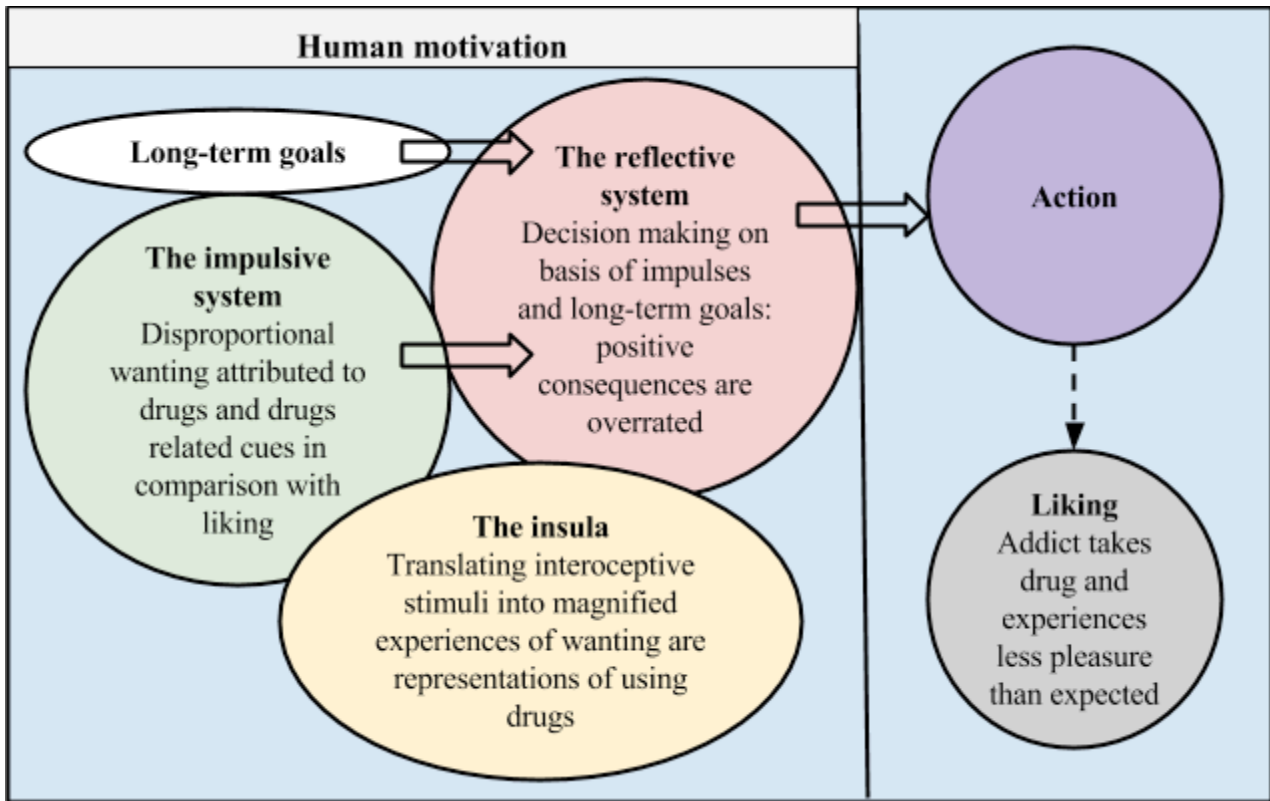 Human motivation
Long-term goals
The impulsive
system
Disproportional
wanting attributed to
drugs and drugs
related cues in
comparison with
liking
The reflective
system
Decision making on
basis of impulses
and long-term goals:
positive
consequences are
overrated
The insula
Translating interoceptive
stimuli into magnified
experiences of wanting are
representations of using
drugs
Action
Liking
Addict takes
drug and
experiences
less pleasure
than expected